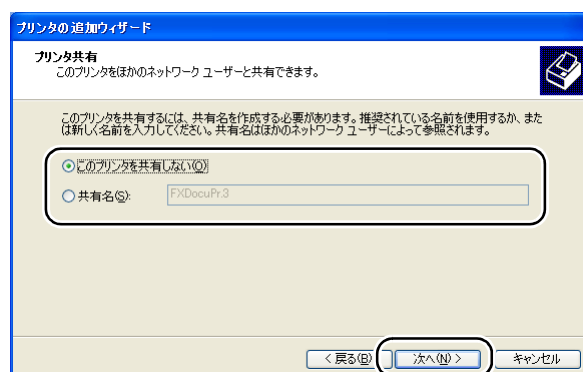 プリンタの追加ウィザード
プリンタ共有
このプリンタをほかのネットワーク ユーザーと共有できます。
このプリンタを共有するには、共有名を作成する必要があります。推奨されている名前を使用するか、また
は新しく名前を入力してください。共有名はほかのネットワーク ユーザーによって参照されます。
このプリンタを共有しない(O)
共有名(S): FXDocuPr.3
< 戻る(B) 次へ(N) > キャンセル